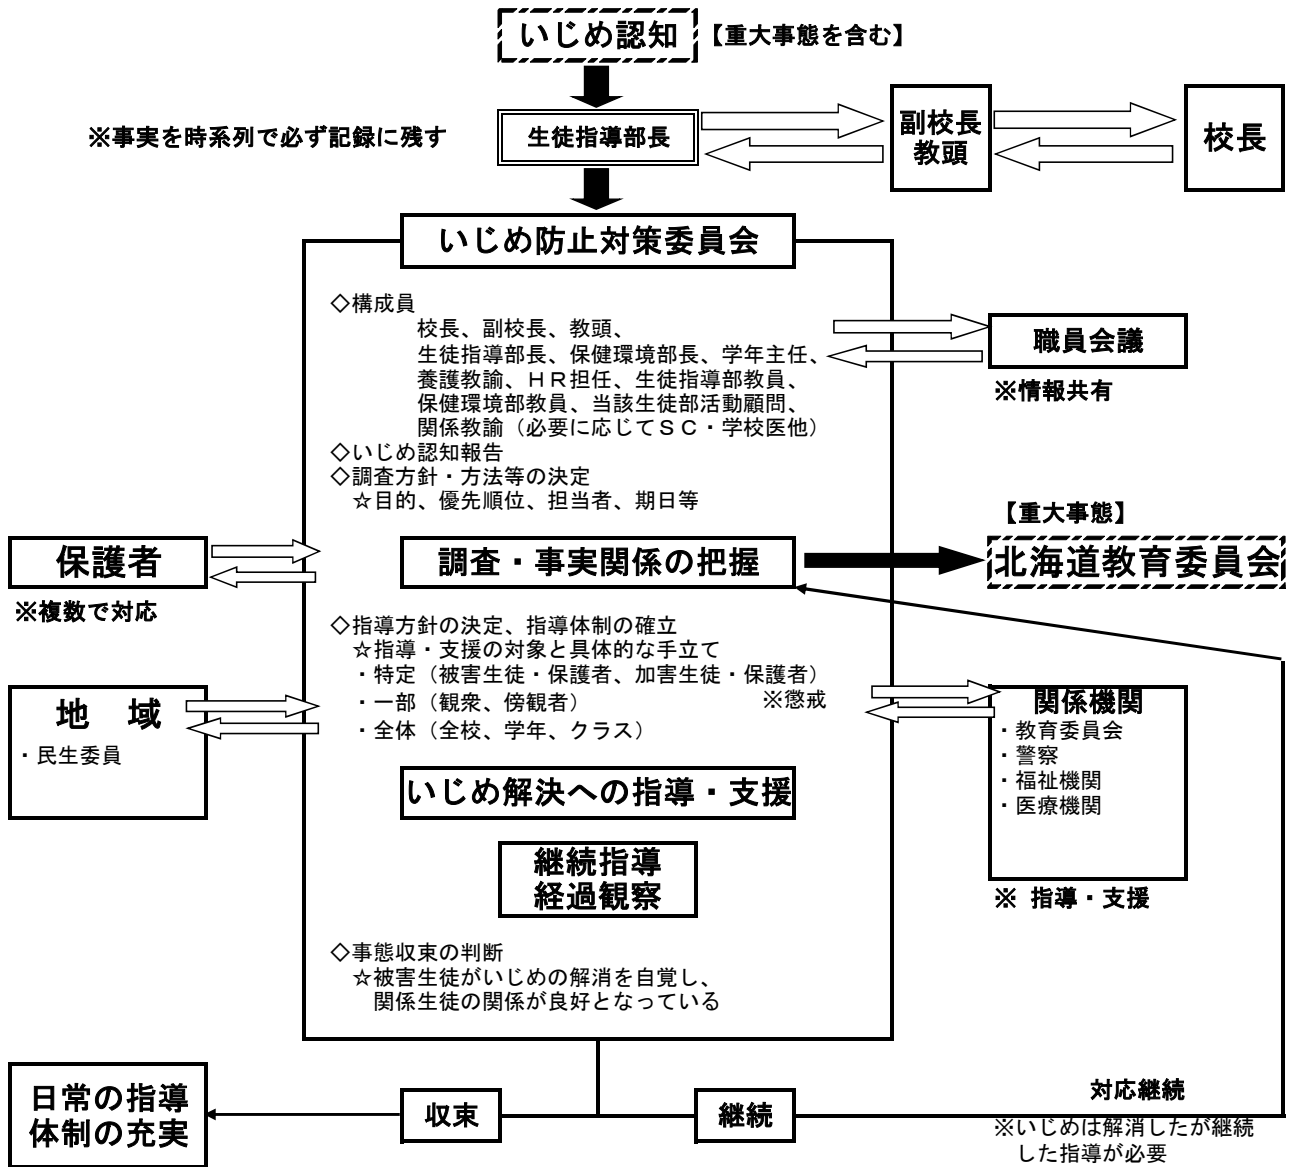 いじめ認知
【重大事態を含む】
※事実を時系列で必ず記録に残す
生徒指導部長
副校長
教頭
校長
いじめ防止対策委員会
◇構成員
校長、副校長、教頭、
生徒指導部長、保健環境部長、学年主任、
養護教諭、ＨＲ担任、生徒指導部教員、
保健環境部教員、当該生徒部活動顧問、
関係教諭（必要に応じてＳＣ・学校医他）
◇いじめ認知報告
◇調査方針・方法等の決定
☆目的、優先順位、担当者、期日等
職員会議
※情報共有
【重大事態】
保護者
※複数で対応
調査・事実関係の把握
北海道教育委員会
◇指導方針の決定、指導体制の確立
☆指導・支援の対象と具体的な手立て
・特定（被害生徒・保護者、加害生徒・保護者）
・一部（観衆、傍観者）
※懲戒
・全体（全校、学年、クラス）
地　域
・民生委員
関係機関
・教育委員会
・警察
・福祉機関
・医療機関
※ 指導・支援
いじめ解決への指導・支援
継続指導
経過観察
◇事態収束の判断
☆被害生徒がいじめの解消を自覚し、
関係生徒の関係が良好となっている
日常の指導
体制の充実
収束
継続
対応継続
※いじめは解消したが継続
した指導が必要